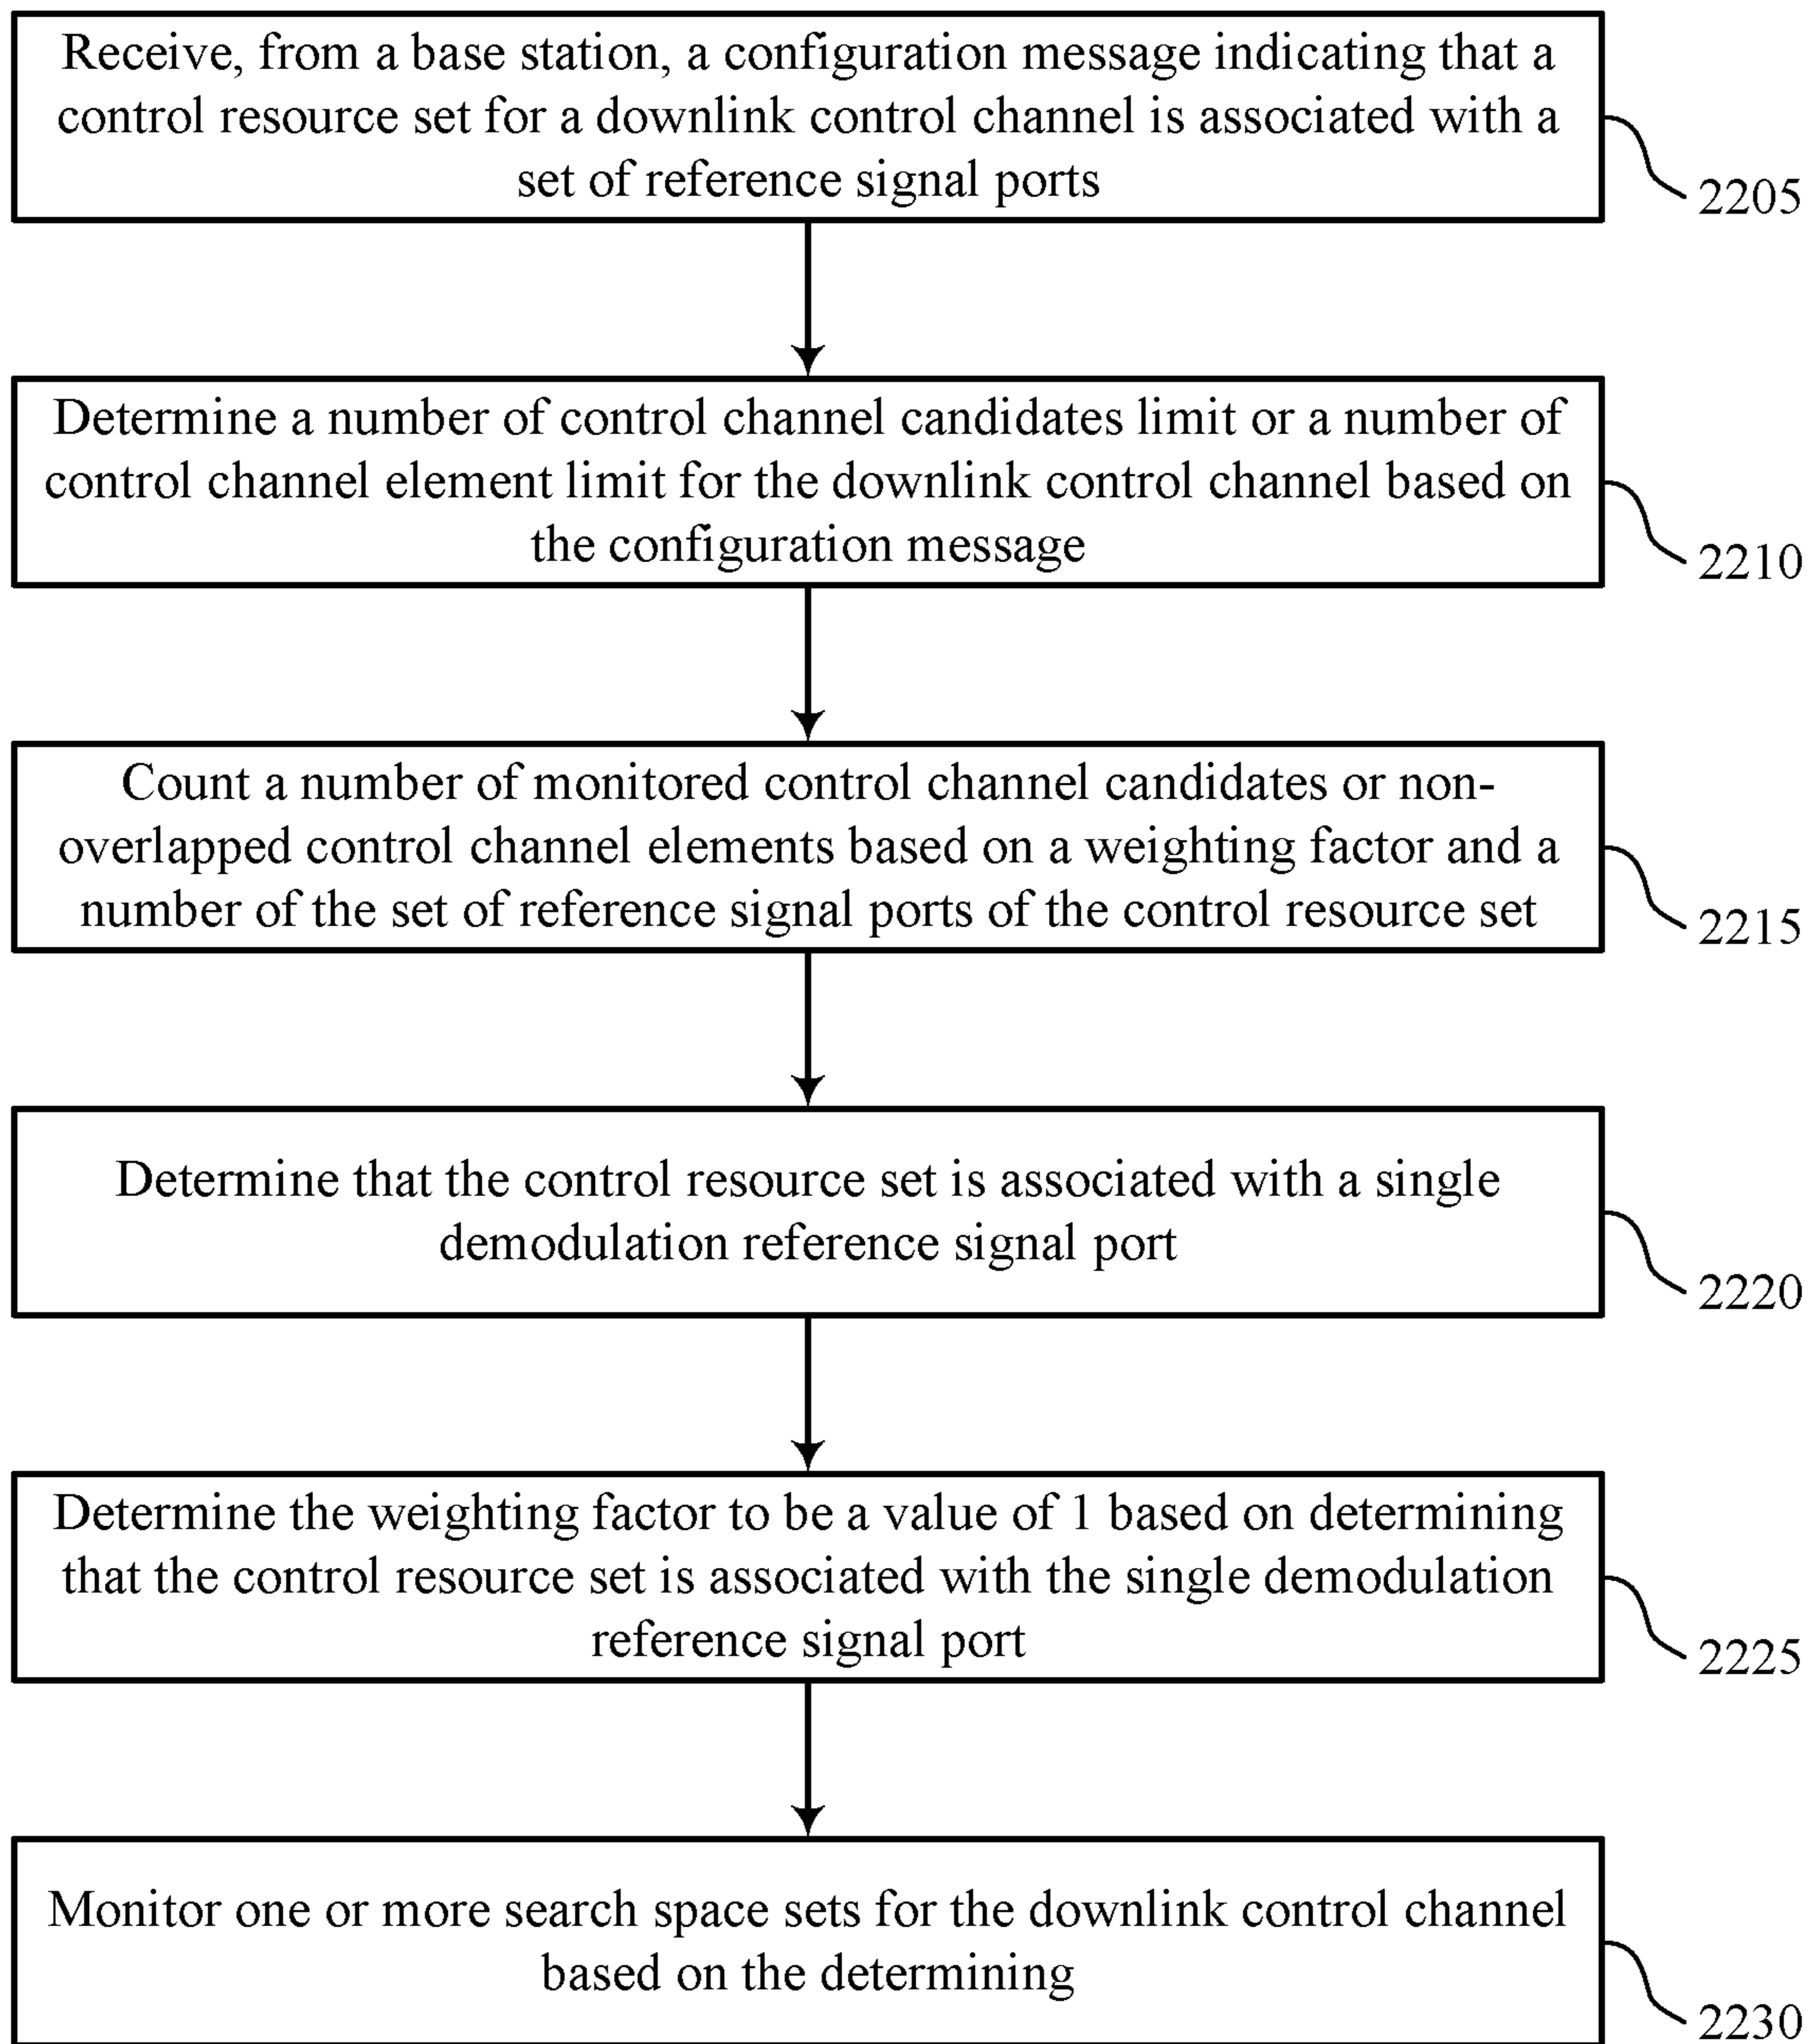 Receive, from a base station, a configuration message indicating that a
control resource set for a downlink control channel is associated with a
set of reference signal ports
2205
Determine a number of control channel candidates limit or a number of
control channel element limit for the downlink control channel based on
the configuration message
2210
Count a number of monitored control channel candidates or non-
overlapped control channel elements based on a weighting factor and a
number of the set of reference signal ports of the control resource set
2215
Determine that the control resource set is associated with a single
demodulation reference signal port
2220
Determine the weighting factor to be a value of 1 based on determining
that the control resource set is associated with the single demodulation
reference signal port
2225
Monitor one or more search space sets for the downlink control channel
based on the determining
2230